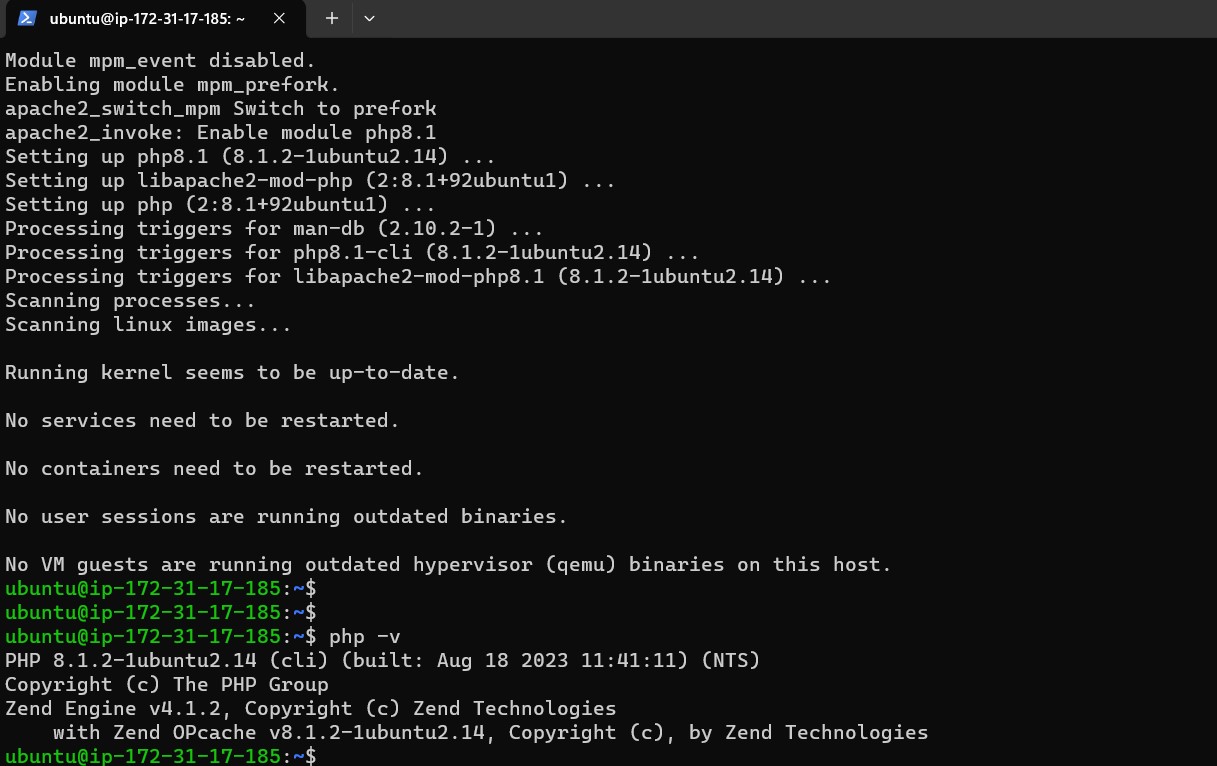 ubuntu@ip-172-31-17-185: ~
Module mpm_event disabled.
Enabling module mpm_prefork.
apache2_switch_mpm Switch to prefork
apache2_invoke: Enable module php8.1
Setting up php8.1 (8.1.2-1ubuntu2.14) ...
Setting up libapache2-mod-php (2:8.1+92ubuntu1) ...
Setting up php (2:8.1+92ubuntu1) ...
Processing triggers for man-db (2.10.2-1) ...
Processing triggers for php8.1-cli (8.1.2-1ubuntu2.14) ...
Processing triggers for libapache2-mod-php8.1 (8.1.2-1ubuntu2.14) ...
Scanning processes...
Scanning linux images...
Running kernel seems to be up-to-date.
No services need to be restarted.
No containers need to be restarted.
No user sessions are running outdated binaries.
No VM guests are running outdated hypervisor (qemu) binaries on this host.
ubuntu@ip-172-31-17-185:~$
ubuntu@ip-172-31-17-185:~$
ubuntu@ip-172-31-17-185:~$ php -v
PHP 8.1.2-1ubuntu2.14 (cli) (built: Aug 18 2023 11:41:11) (NTS)
Copyright (c) The PHP Group
Zend Engine v4.1.2, Copyright (c) Zend Technologies
    with Zend OPcache v8.1.2-1ubuntu2.14, Copyright (c), by Zend Technologies
ubuntu@ip-172-31-17-185:~$